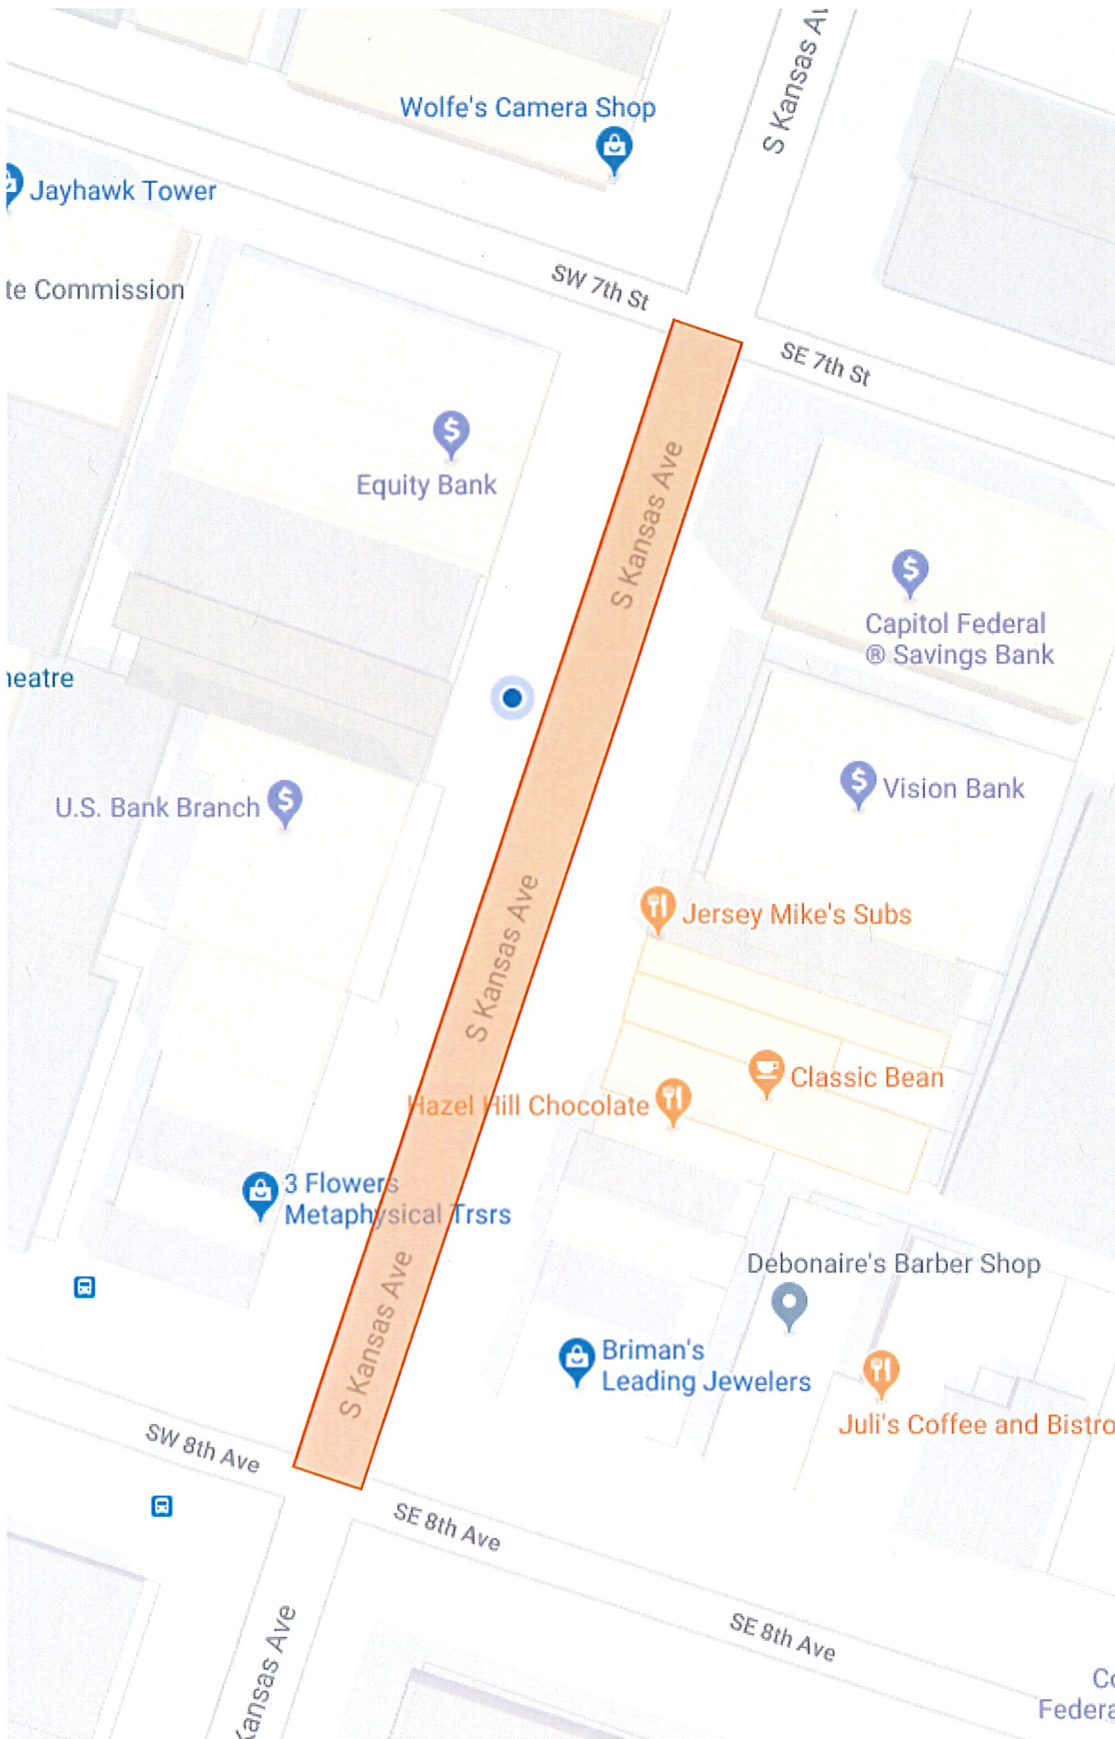 S Kansas Av
Wolfe's Camera Shop
Jayhawk Tower
te Commission
SW 7th St
SE 7th St
Equity Bank
S Kansas Ave
Capitol Federal
® Savings Bank
neatre
U.S. Bank Branch
Vision Bank
S Kansas Ave
Jersey Mike's Subs
Classic Bean
Hazel Hill Chocolate
3 Flowers
Metaphysical Trsrs
S Kansas Ave
Debonaire's Barber Shop
Briman's
Leading Jewelers
Juli's Coffee and Bistro
SW 8th Ave
SE 8th Ave
SE 8th Ave
Kansas Ave
Co
Federa